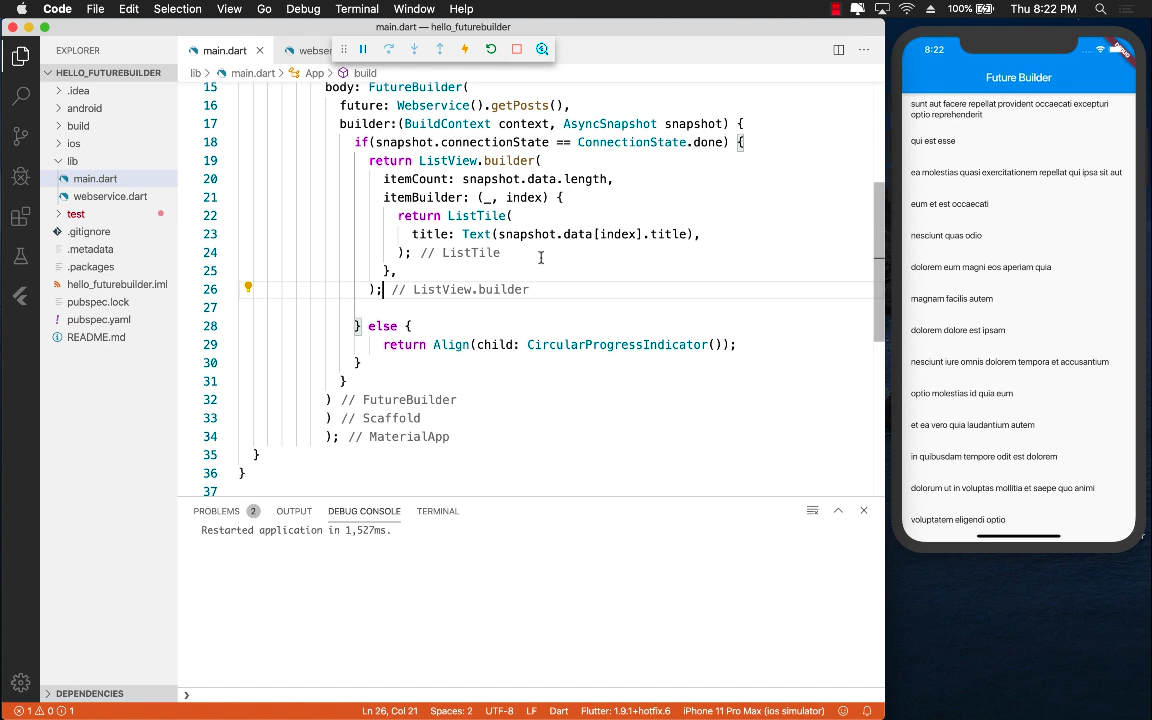 Code File Edit Selection View Go Debug Terminal Window Help 100% Thu 8:22 PM
main.dart — hello_futurebuilder
EXPLORER
HELLO_FUTUREBUILDER
.idea
android
build
ios
lib
main.dart
webservice.dart
test
.gitignore
.metadata
.packages
hello_futurebuilder.iml
pubspec.lock
pubspec.yaml
README.md
DEPENDENCIES
main.dart
lib > main.dart > App > build
15 body: FutureBuilder(
16 future: Webservice().getPosts(),
17 builder:(BuildContext context, AsyncSnapshot snapshot) {
18 if(snapshot.connectionState == ConnectionState.done) {
19 return ListView.builder(
20 itemCount: snapshot.data.length,
21 itemBuilder: (_, index) {
22 return ListTile(
23 title: Text(snapshot.data[index].title),
24 ); // ListTile
25 },
26 ); // ListView.builder
27
28 } else {
29 return Align(child: CircularProgressIndicator());
30 }
31 }
32 ) // FutureBuilder
33 ) // Scaffold
34 ); // MaterialApp
35 }
36 }
37
PROBLEMS 2 OUTPUT DEBUG CONSOLE TERMINAL
Restarted application in 1,527ms.
1 0 1 Ln 26, Col 21 Spaces: 2 UTF-8 LF Dart Flutter: 1.9.1+hotfix.6 iPhone 11 Pro Max (ios simulator)
8:22
DEBUG
Future Builder
sunt aut facere repellat provident occaecati excepturi
optio reprehenderit
qui est esse
ea molestias quasi exercitationem repellat qui ipsa sit aut
eum et est occaecati
nesciunt quas odio
dolorem eum magni eos aperiam quia
magnam facilis autem
dolorem dolore est ipsam
nesciunt iure omnis dolorem tempora et accusantium
optio molestias id quia eum
et ea vero quia laudantium autem
in quibusdam tempore odit est dolorem
dolorum ut in voluptas mollitia et saepe quo animi
voluptatem eligendi optio